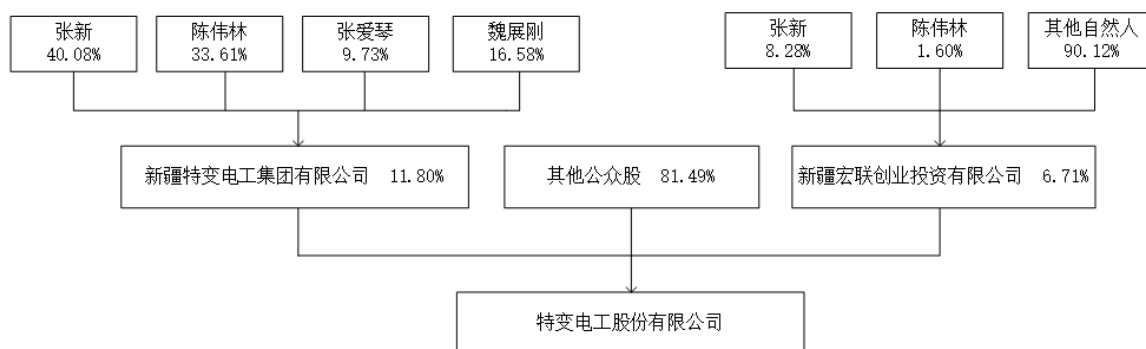 张新
40.08%
陈伟林
33.61%
张爱琴
9.73%
魏展刚
16.58%
张新
8.28%
陈伟林
1.60%
其他自然人
90.12%
新疆特变电工集团有限公司 11.80%
其他公众股 81.49%
新疆宏联创业投资有限公司 6.71%
特变电工股份有限公司